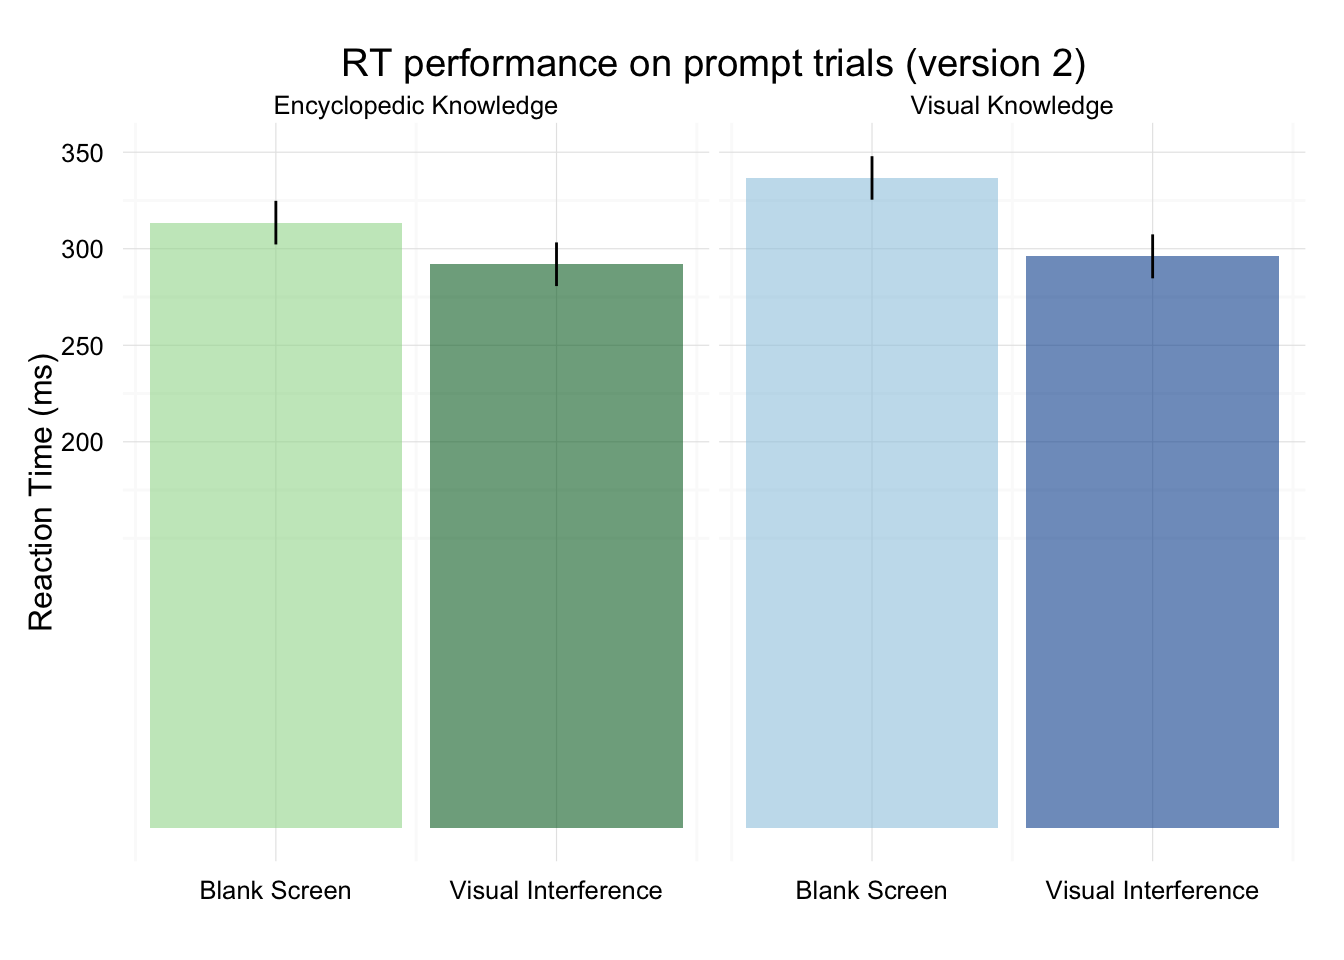 RT performance on prompt trials (version 2)
Encyclopedic Knowledge
Visual Knowledge
350
300
250
200
Reaction Time (ms)
Blank Screen
Visual Interference
Blank Screen
Visual Interference